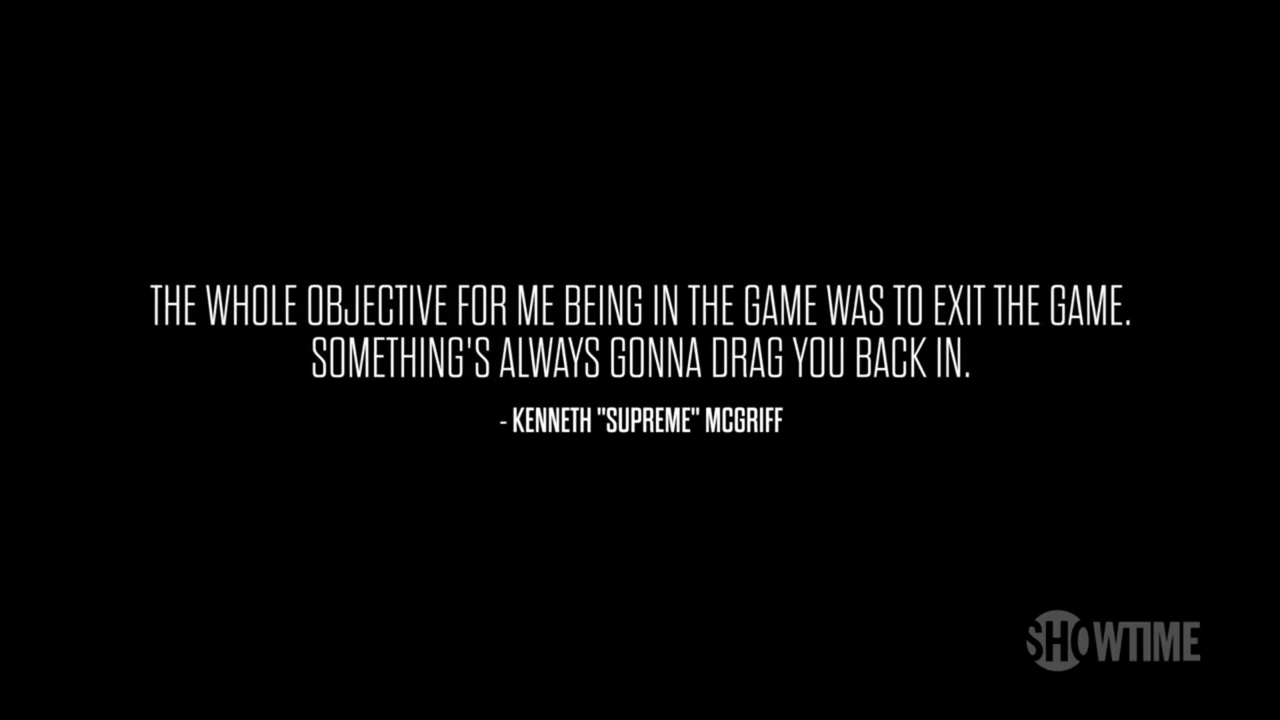 THE WHOLE OBJECTIVE FOR ME BEING IN THE GAME WAS TO EXIT THE GAME.
SOMETHING'S ALWAYS GONNA DRAG YOU BACK IN.
- KENNETH "SUPREME" MCGRIFF
SHOWTIME